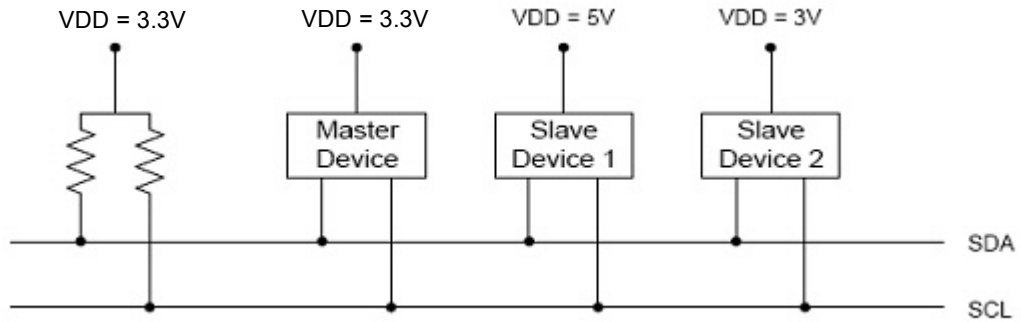 VDD = 3.3V
VDD = 3.3V
VDD = 5V
VDD = 3V
Master
Device
Slave
Device 1
Slave
Device 2
SDA
SCL